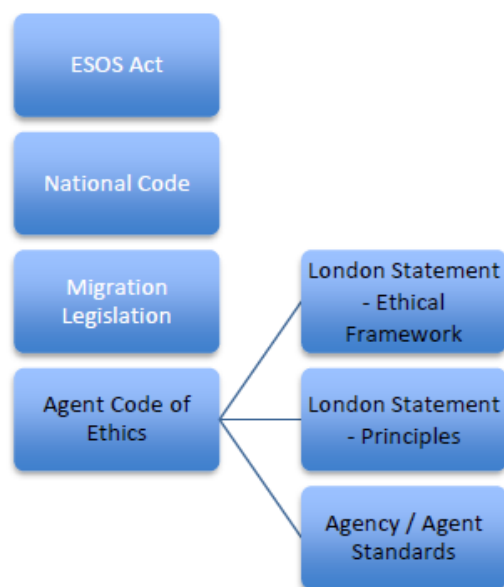 ESOS Act
National Code
Migration
Legislation
Agent Code of
Ethics
London Statement
- Ethical
Framework
London Statement
- Principles
Agency / Agent
Standards